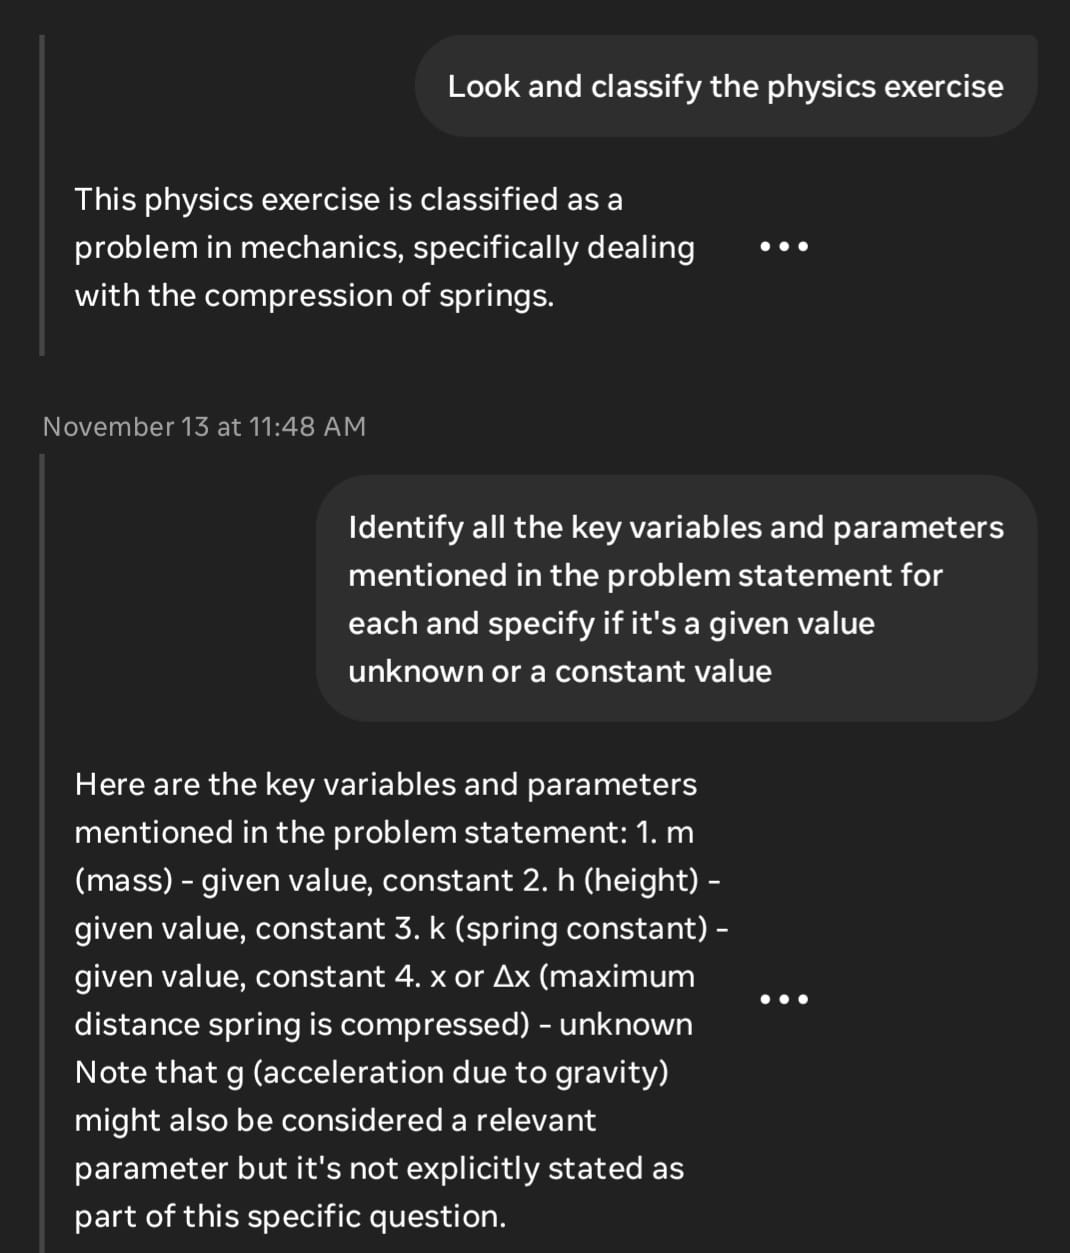 Look and classify the physics exercise
This physics exercise is classified as a
problem in mechanics, specifically dealing
with the compression of springs.
November 13 at 11:48 AM
Identify all the key variables and parameters
mentioned in the problem statement for
each and specify if it's a given value
unknown or a constant value
Here are the key variables and parameters
mentioned in the problem statement: 1. m
(mass) - given value, constant 2. h (height) -
given value, constant 3. k (spring constant) -
given value, constant 4. x or Δx (maximum
distance spring is compressed) - unknown
Note that g (acceleration due to gravity)
might also be considered a relevant
parameter but it's not explicitly stated as
part of this specific question.